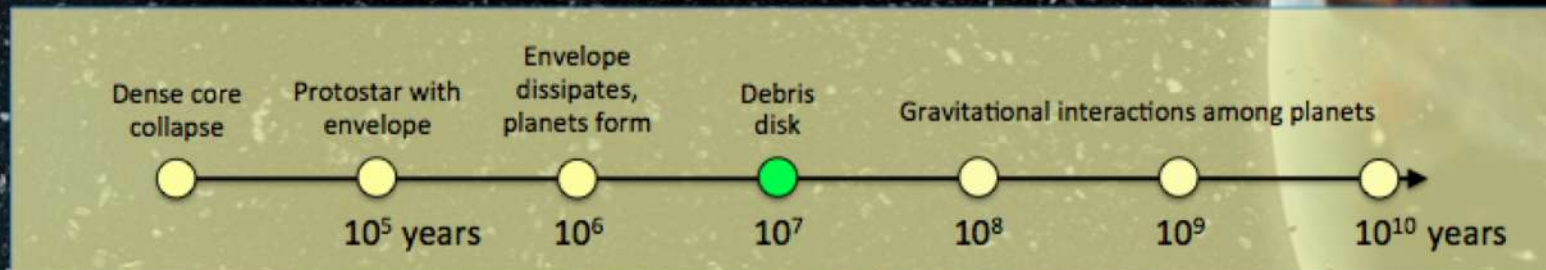 Dense core
collapse
Protostar with
envelope
Envelope
dissipates,
planets form
Debris
disk
Gravitational interactions among planets
10⁵ years
10⁶
10⁷
10⁸
10⁹
10¹⁰ years